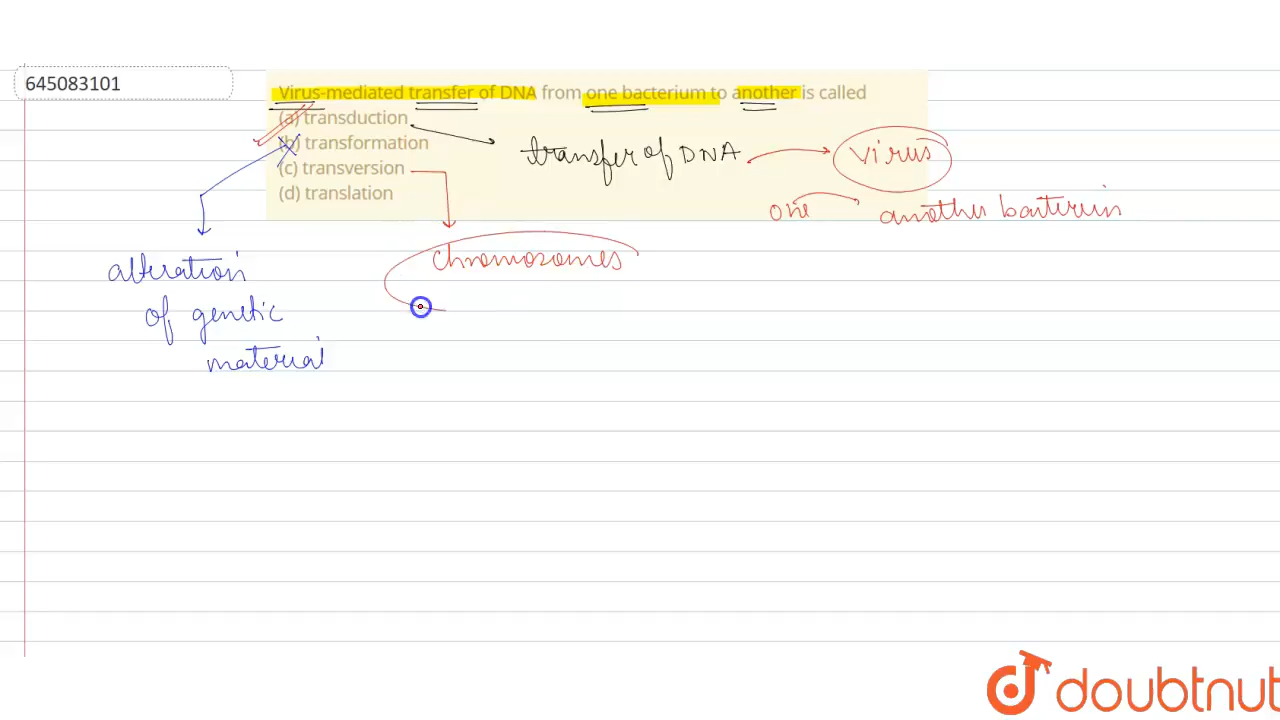 645083101
Virus-mediated transfer of DNA from one bacterium to another is called
(a) transduction
(b) transformation
(c) transversion
(d) translation
transfer of DNA
virus
one
another bacterium
alteration
of genetic
material
chromosomes
doubtnut